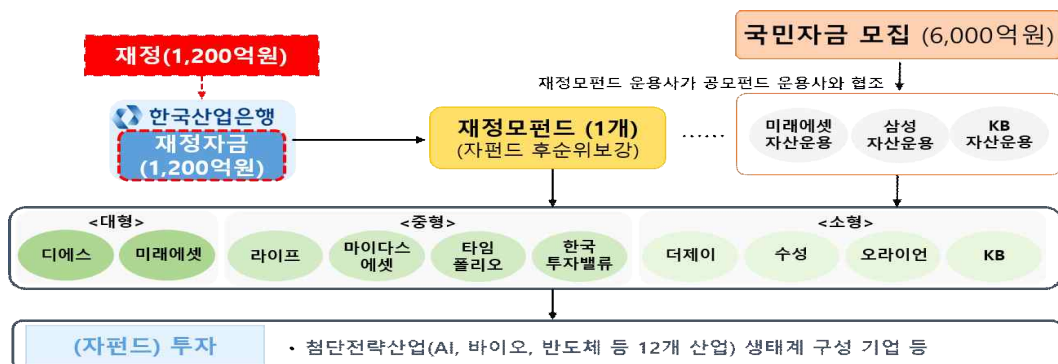 국민자금 모집 (6,000억원)
재정(1,200억원)
재정모펀드 운용사가 공모펀드 운용사와 협조
한국산업은행
재정자금
(1,200억원)
재정모펀드 (1개)
(자펀드 후순위보강)
······
미래에셋
자산운용
삼성
자산운용
KB
자산운용
<대형>
디에스
미래에셋
<중형>
라이프
마이다스
에셋
타임
폴리오
한국
투자밸류
<소형>
더제이
수성
오라이언
KB
(자펀드) 투자
· 첨단전략산업(AI, 바이오, 반도체 등 12개 산업) 생태계 구성 기업 등